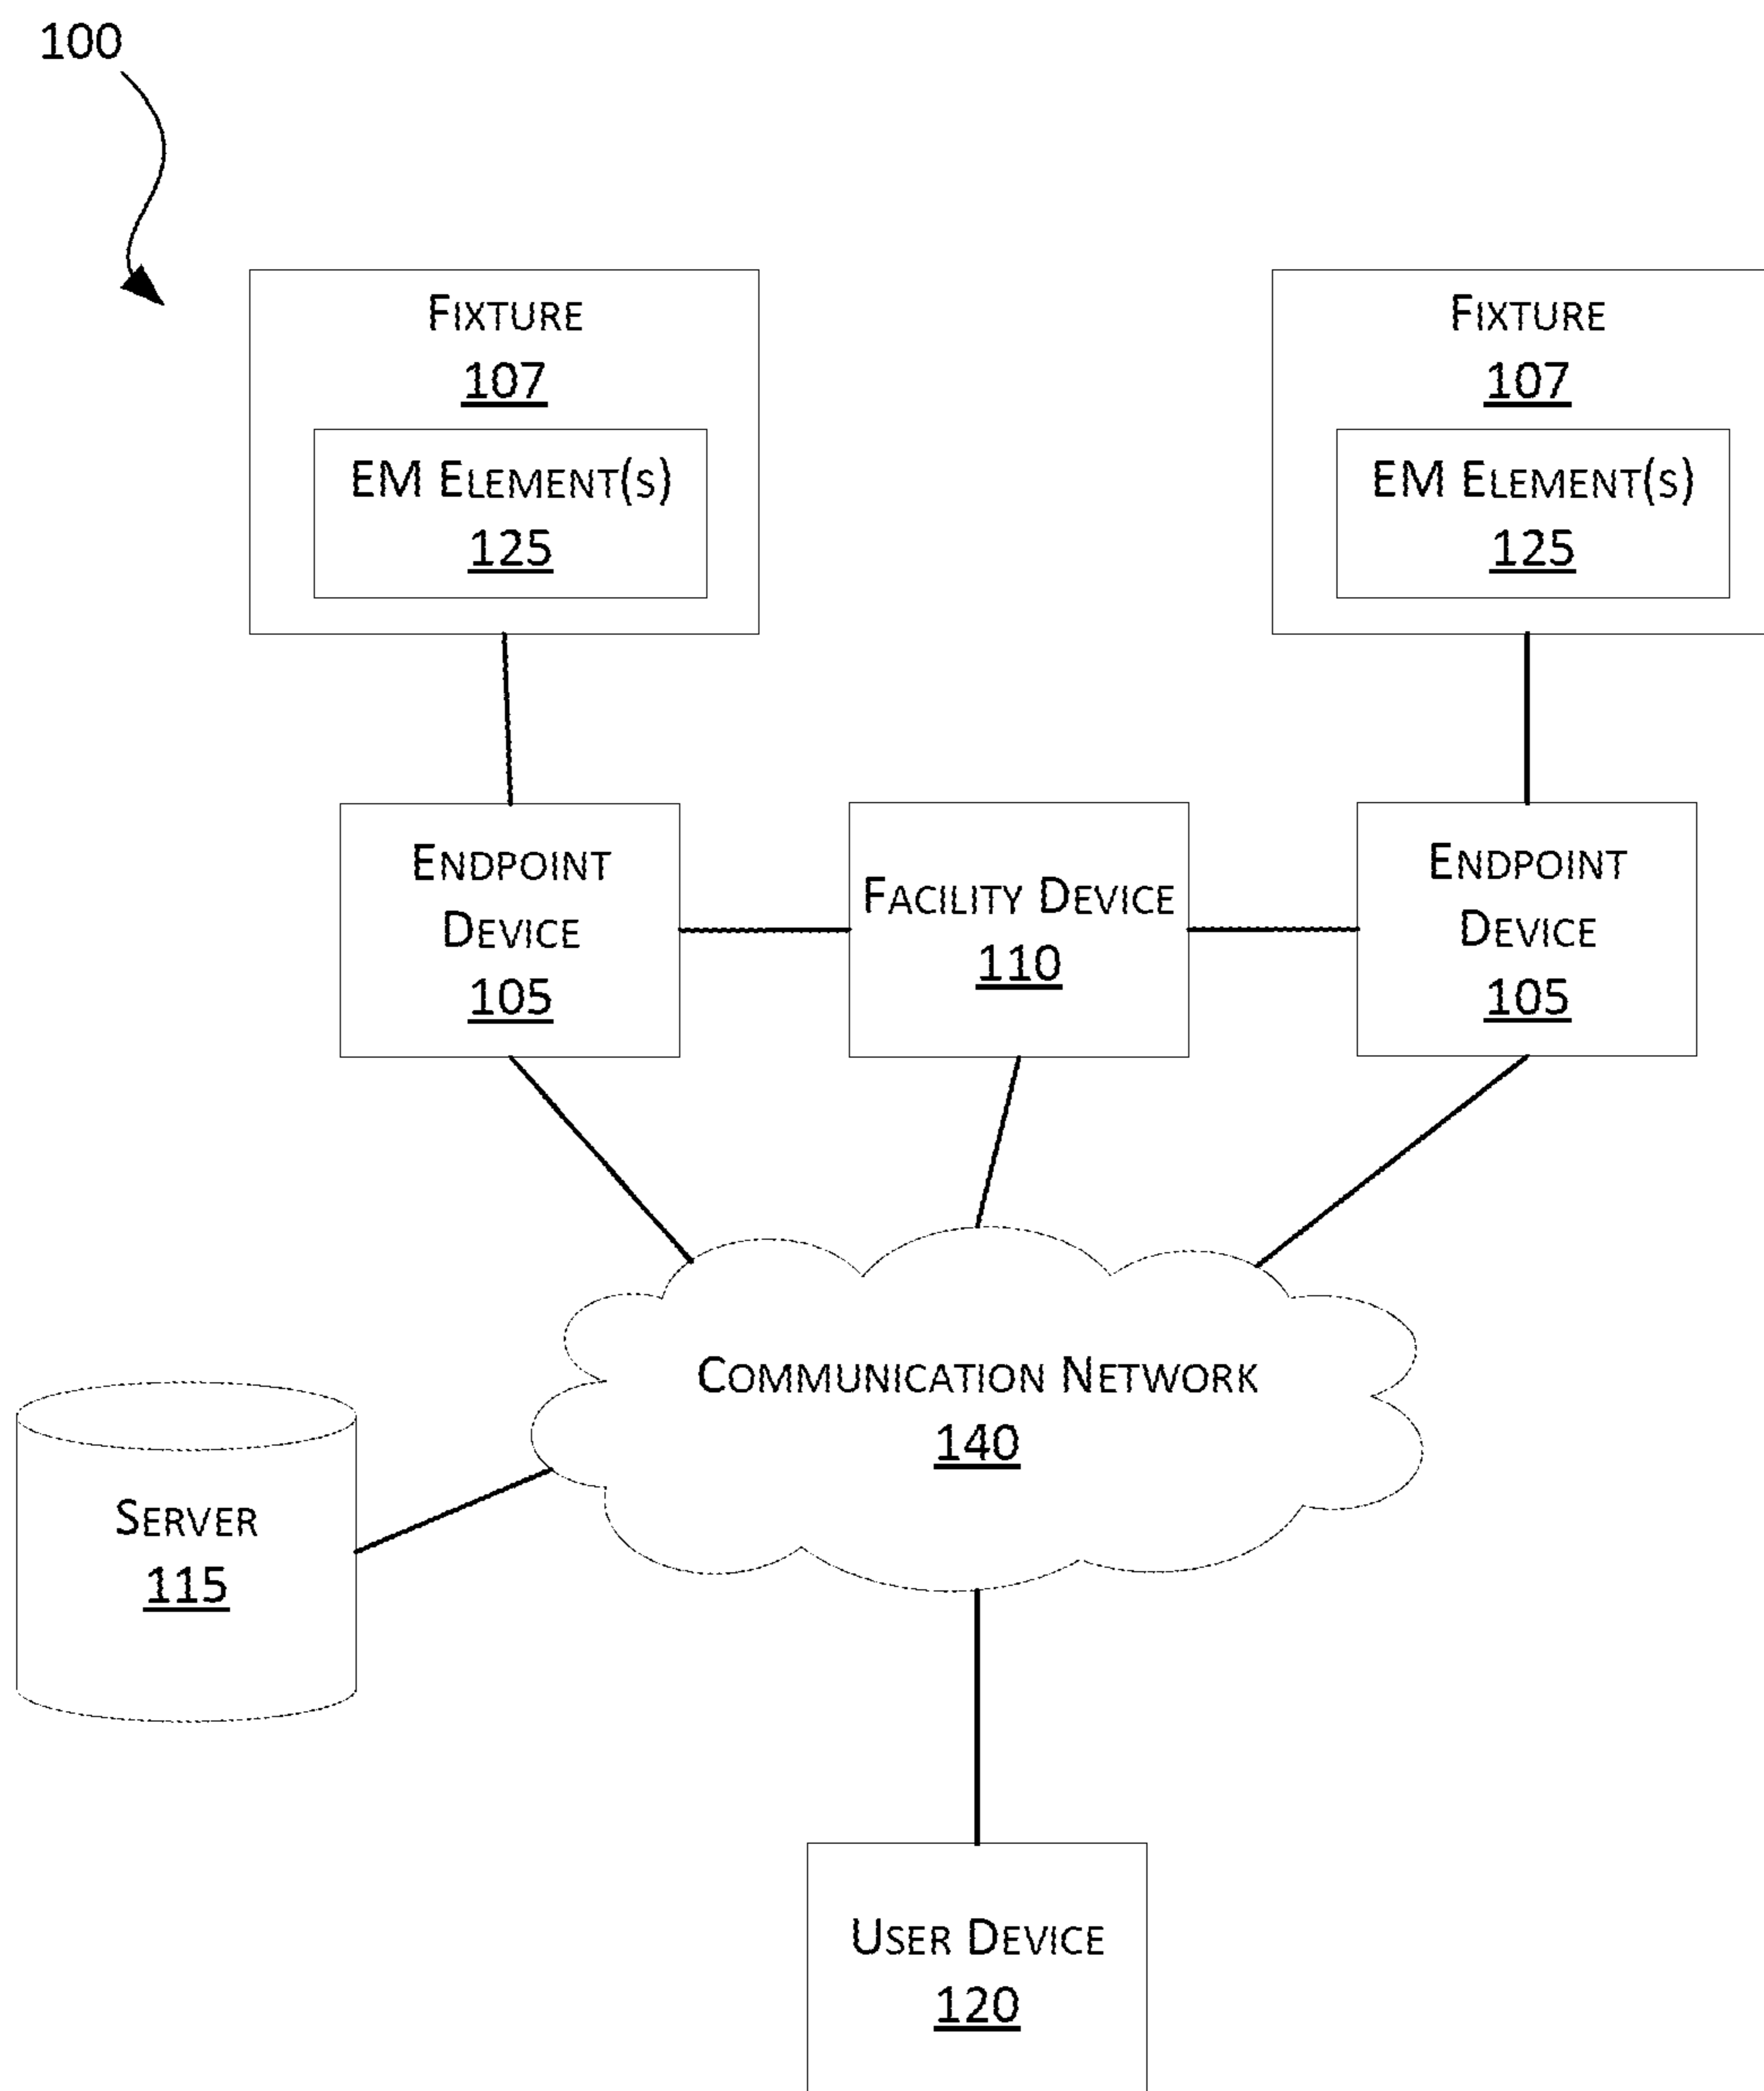 100
Fixture
107
EM Element(s)
125
Fixture
107
EM Element(s)
125
Endpoint
Device
105
Facility Device
110
Endpoint
Device
105
Communication Network
140
Server
115
User Device
120